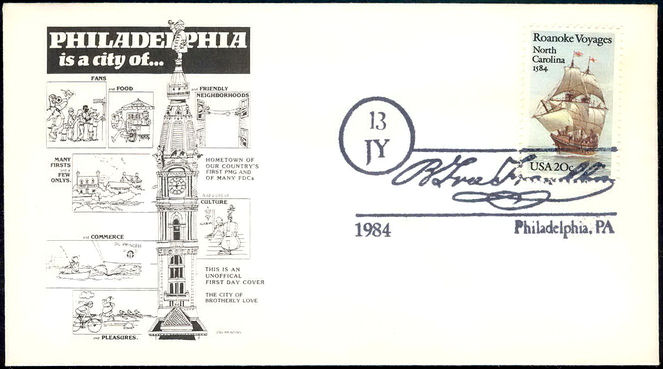 PHILADELPHIA
is a city of...
FANS
and FOOD
and FRIENDLY
NEIGHBORHOODS
MANY
FIRSTS
and a
FEW
ONLYS.
HOMETOWN OF
OUR COUNTRY'S
FIRST PMG AND
OF MANY FDCs
CULTURE
and COMMERCE
THIS IS AN
UNOFFICAL
FIRST DAY COVER
THE CITY OF
BROTHERLY LOVE
and PLEASURES.
Roanoke Voyages
North
Carolina
1584
USA 20c
13
JY
B Free Franklin
1984
Philadelphia, PA